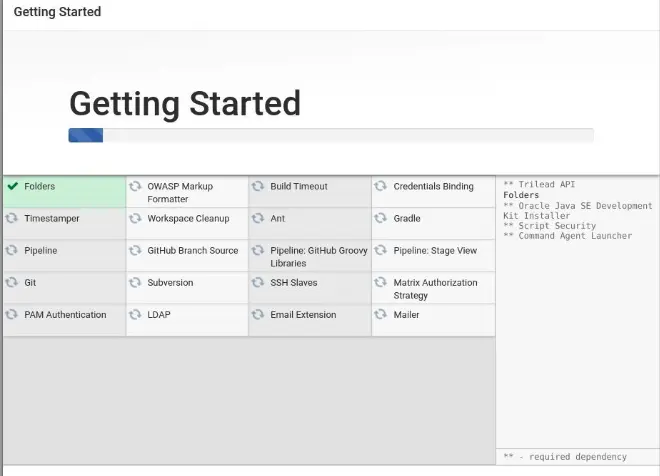 Getting Started
Getting Started
Folders
OWASP Markup
Formatter
Build Timeout
Credentials Binding
Timestamper
Workspace Cleanup
Ant
Gradle
Pipeline
GitHub Branch Source
Pipeline: GitHub Groovy
Libraries
Pipeline: Stage View
Git
Subversion
SSH Slaves
Matrix Authorization
Strategy
PAM Authentication
LDAP
Email Extension
Mailer
** Trilead API
Folders
** Oracle Java SE Development
Kit Installer
** Script Security
** Command Agent Launcher
** - required dependency